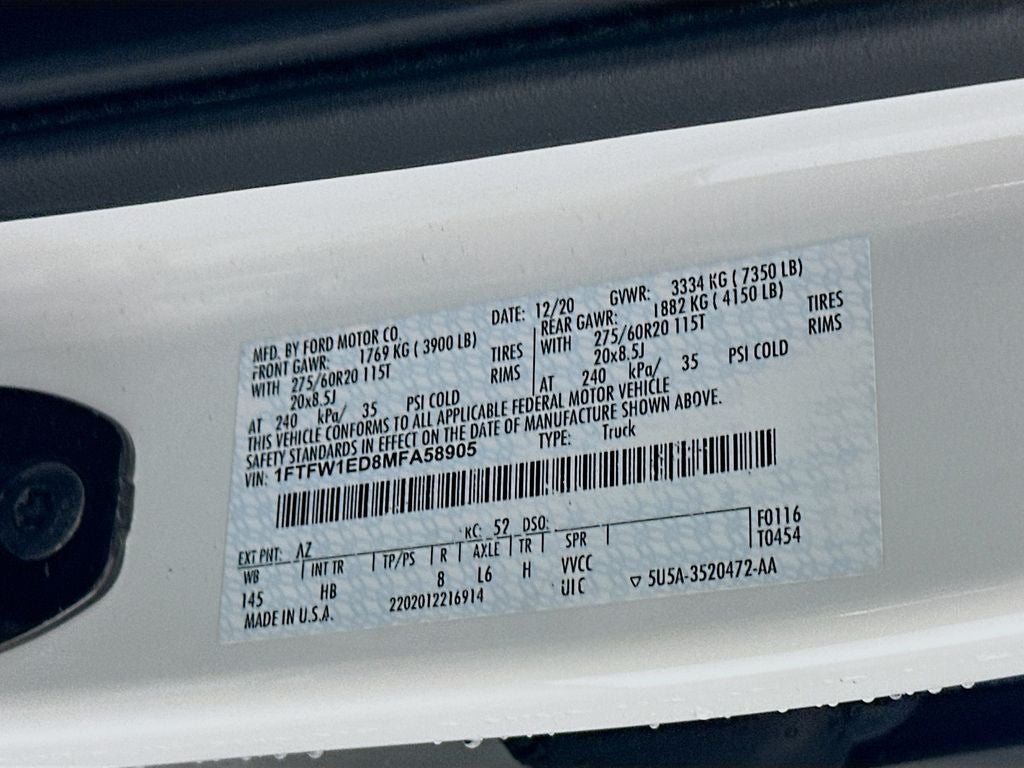 MFD. BY FORD MOTOR CO. DATE: 12/20 GVWR: 3334 KG ( 7350 LB)
FRONT GAWR: 1769 KG ( 3900 LB) REAR GAWR: 1882 KG ( 4150 LB)
WITH 275/60R20 115T TIRES WITH 275/60R20 115T TIRES
20x8.5J RIMS 20x8.5J RIMS
AT 240 kPa/ 35 PSI COLD AT 240 kPa/ 35 PSI COLD
THIS VEHICLE CONFORMS TO ALL APPLICABLE FEDERAL MOTOR VEHICLE
SAFETY STANDARDS IN EFFECT ON THE DATE OF MANUFACTURE SHOWN ABOVE.
VIN: 1FTFW1ED8MFA58905 TYPE: Truck
EXT PNT: AZ RC: 52 DSO: F0116
WB INT TR TP/PS R AXLE TR SPR T0454
145 HB 8 L6 H VVCC
UIC ▽ 5U5A-3520472-AA
MADE IN U.S.A. 2202012216914